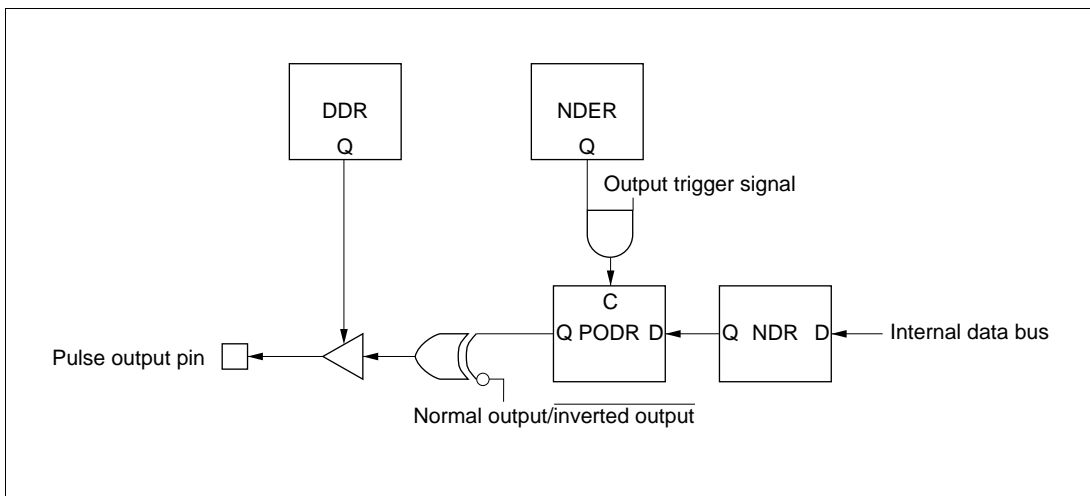 DDR
Q
NDER
Q
Output trigger signal
C
Q PODR D
Q NDR D
Internal data bus
Pulse output pin
Normal output/inverted output